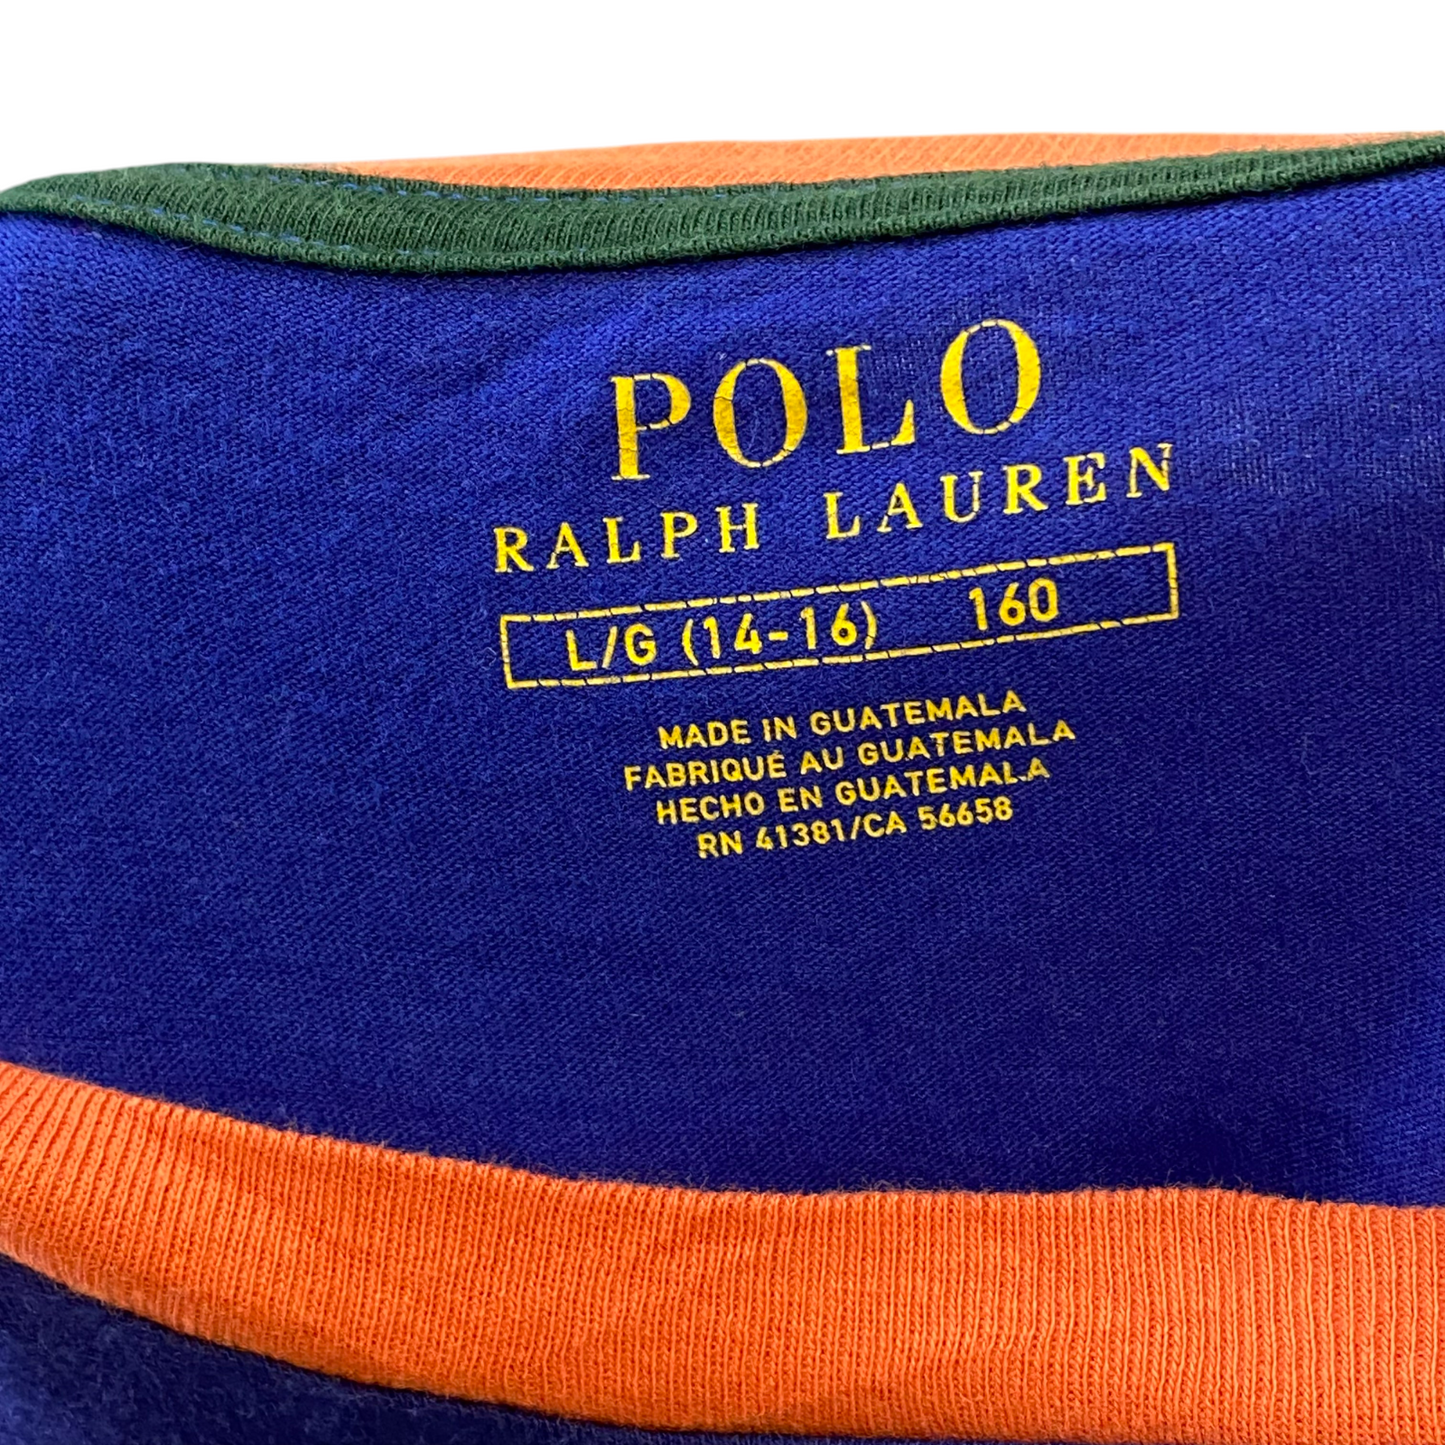 POLO
RALPH LAUREN
L/G (14-16) 160
MADE IN GUATEMALA
FABRIQUÉ AU GUATEMALA
HECHO EN GUATEMALA
RN 41381/CA 56658